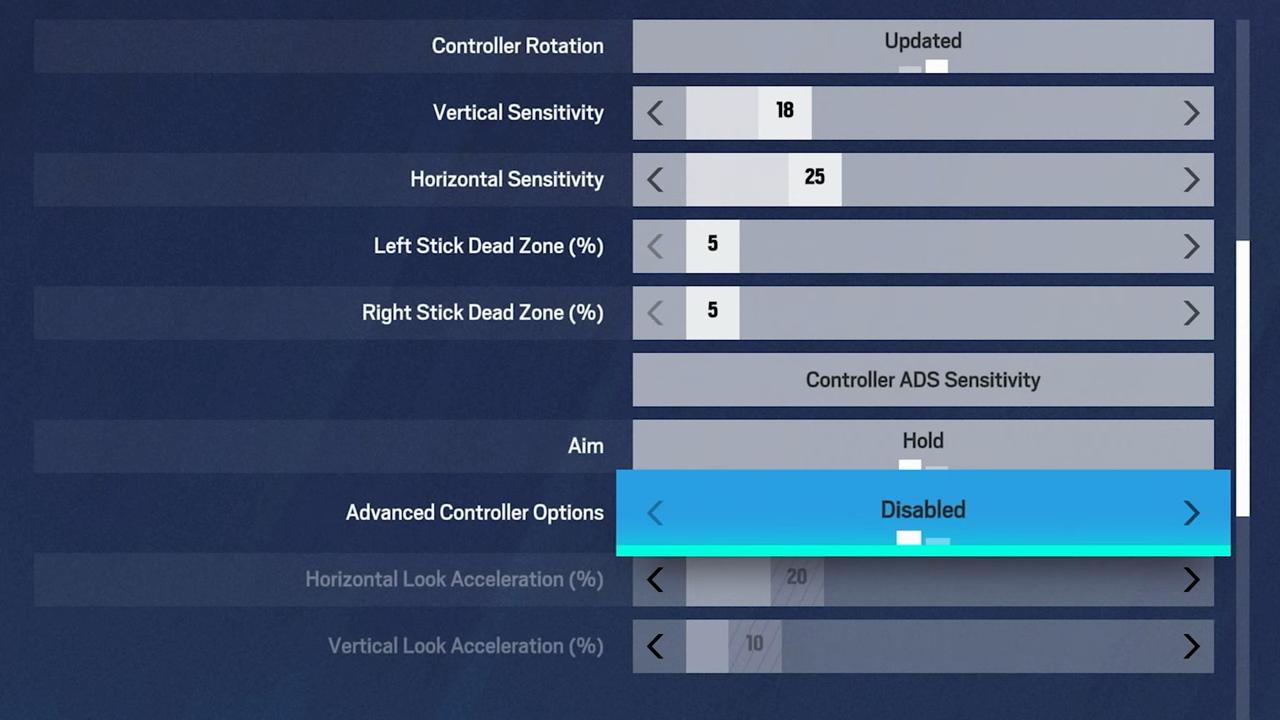 Controller Rotation Updated
Vertical Sensitivity 18
Horizontal Sensitivity 25
Left Stick Dead Zone (%) 5
Right Stick Dead Zone (%) 5
Controller ADS Sensitivity
Aim Hold
Advanced Controller Options Disabled
Horizontal Look Acceleration (%) 20
Vertical Look Acceleration (%) 10